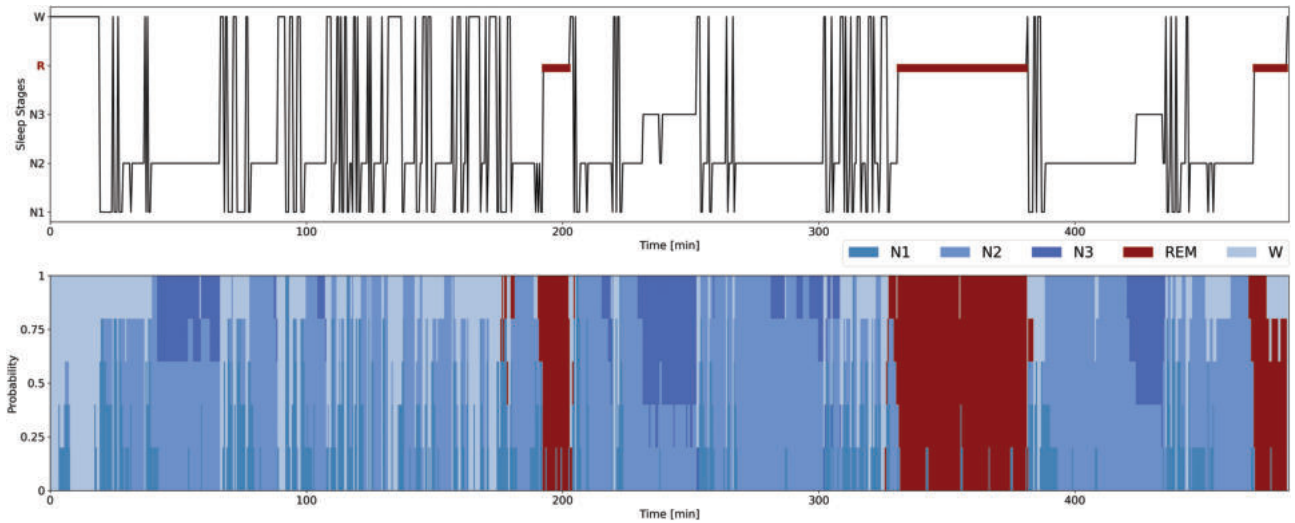 W
R
N3
N2
N1
Sleep Stages
0 100 200 300 400
Time [min]
N1 N2 N3 REM W
1
0.75
0.5
0.25
0
Probability
0 100 200 300 400
Time [min]